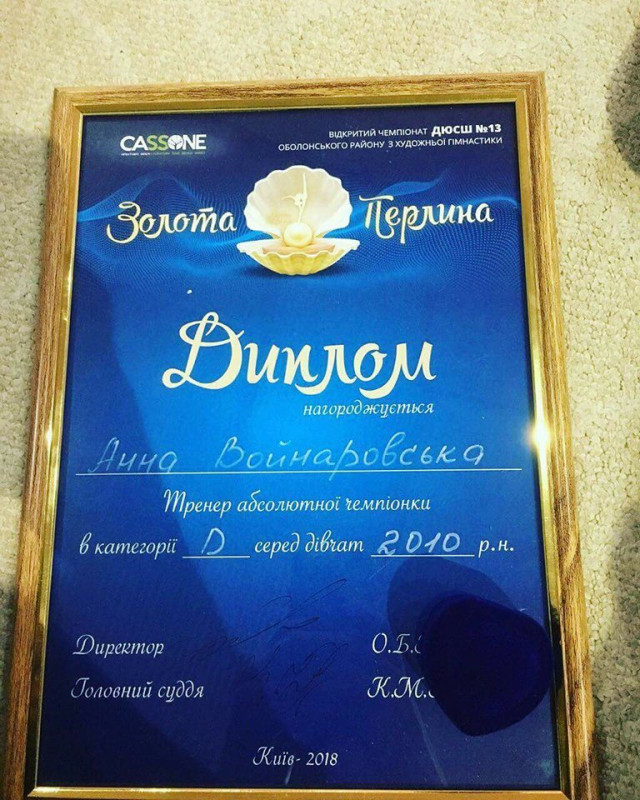 CASSONE
ВІДКРИТИЙ ЧЕМПІОНАТ ДЮСШ №13
ОБОЛОНСЬКОГО РАЙОНУ З ХУДОЖНЬОЇ ГІМНАСТИКИ
Золота Перлина
Диплом
нагороджується
Анна Войнаровська
Тренер абсолютної чемпіонки
в категорії D серед дівчат 2010 р.н.
Директор О.Б.
Головний суддя К.М.
Київ- 2018